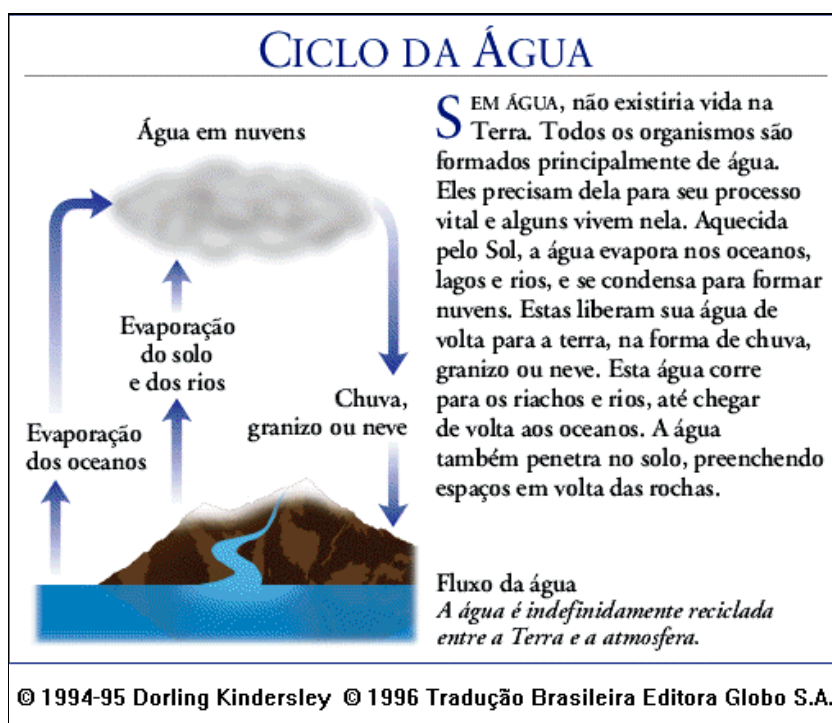 CICLO DA ÁGUA
Água em nuvens
Evaporação
do solo
e dos rios
Chuva,
granizo ou neve
Evaporação
dos oceanos
SEM ÁGUA, não existiria vida na
Terra. Todos os organismos são
formados principalmente de água.
Eles precisam dela para seu processo
vital e alguns vivem nela. Aquecida
pelo Sol, a água evapora nos oceanos,
lagos e rios, e se condensa para formar
nuvens. Estas liberam sua água de
volta para a terra, na forma de chuva,
granizo ou neve. Esta água corre
para os riachos e rios, até chegar
de volta aos oceanos. A água
também penetra no solo, preenchendo
espaços em volta das rochas.
Fluxo da água
A água é indefinidamente reciclada
entre a Terra e a atmosfera.
© 1994-95 Dorling Kindersley © 1996 Tradução Brasileira Editora Globo S.A.